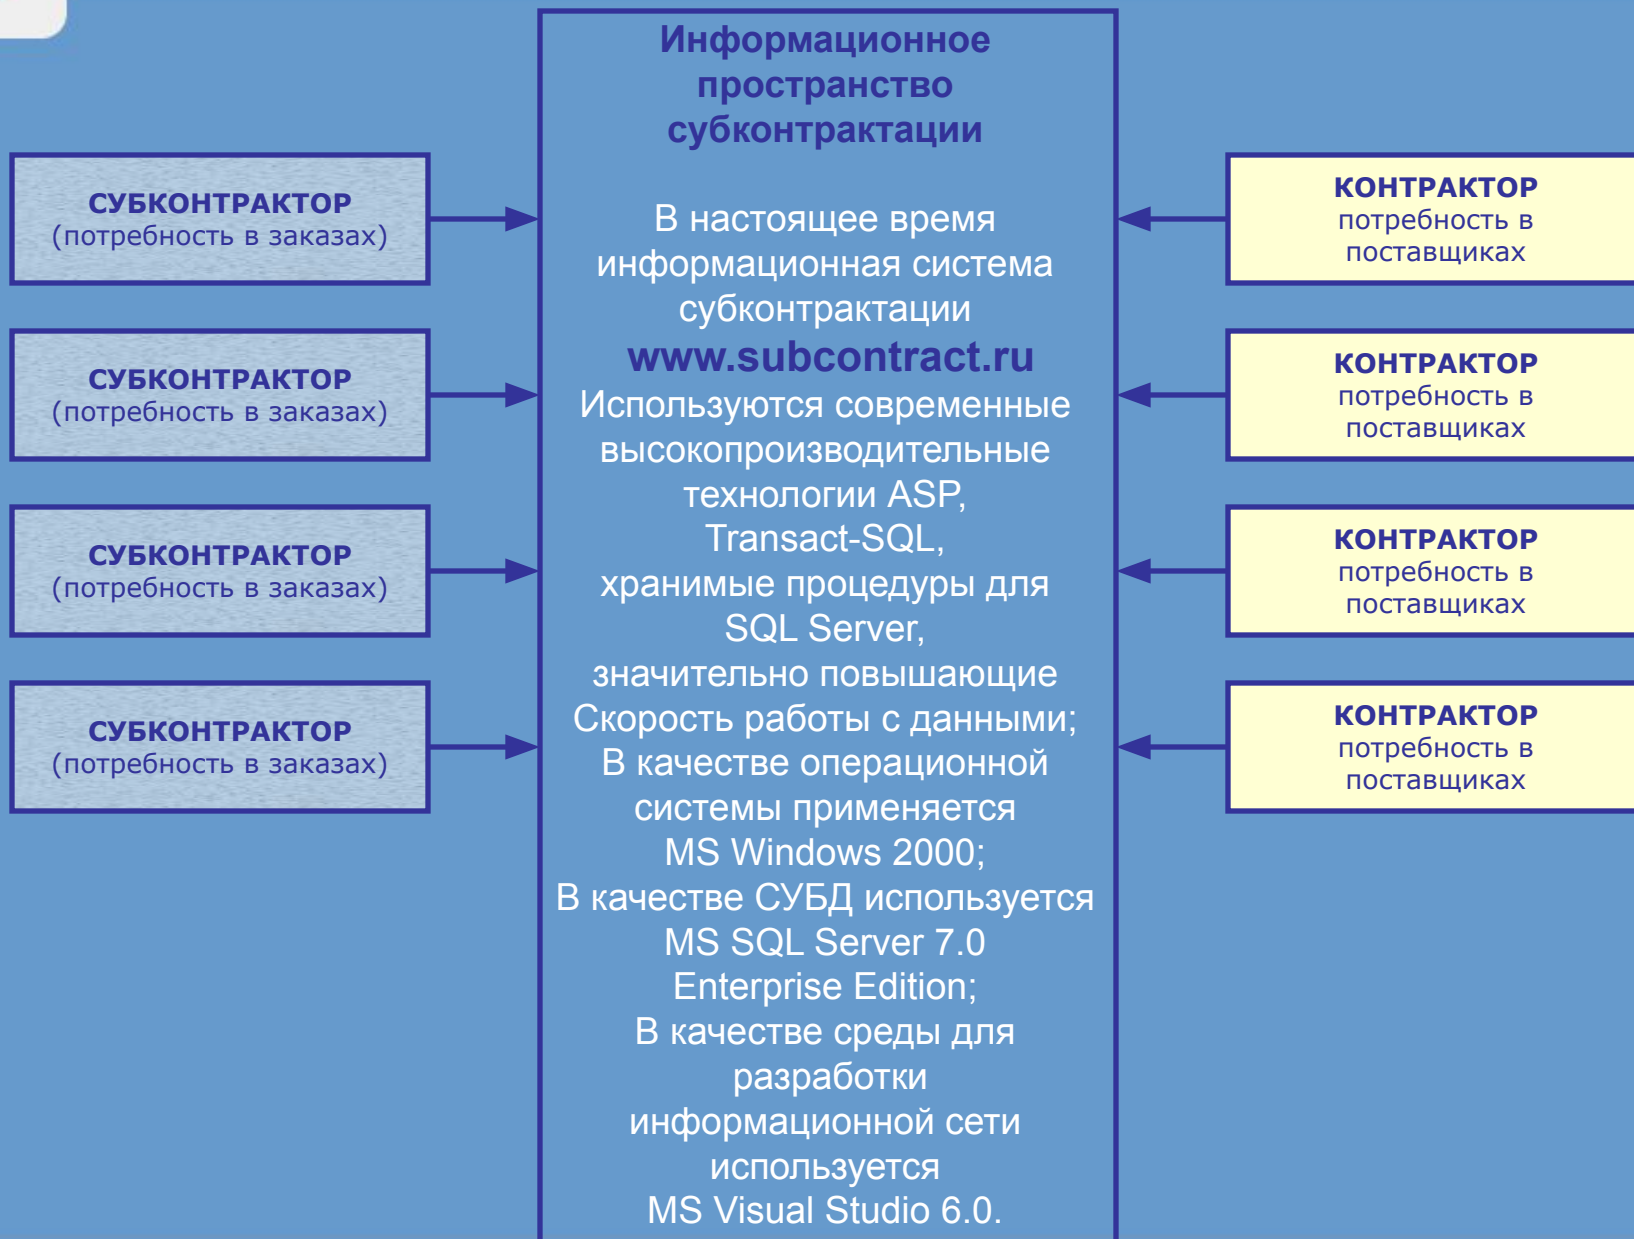 Информационное
пространство
субконтрактации
СУБКОНТРАКТОР
(потребность в заказах)
СУБКОНТРАКТОР
(потребность в заказах)
СУБКОНТРАКТОР
(потребность в заказах)
СУБКОНТРАКТОР
(потребность в заказах)
В настоящее время
информационная система
субконтрактации
www.subcontract.ru
Используются современные
высокопроизводительные
технологии ASP,
Transact-SQL,
хранимые процедуры для
SQL Server,
значительно повышающие
Скорость работы с данными;
В качестве операционной
системы применяется
MS Windows 2000;
В качестве СУБД используется
MS SQL Server 7.0
Enterprise Edition;
В качестве среды для
разработки
информационной сети
используется
MS Visual Studio 6.0.
КОНТРАКТОР
потребность в
поставщиках
КОНТРАКТОР
потребность в
поставщиках
КОНТРАКТОР
потребность в
поставщиках
КОНТРАКТОР
потребность в
поставщиках